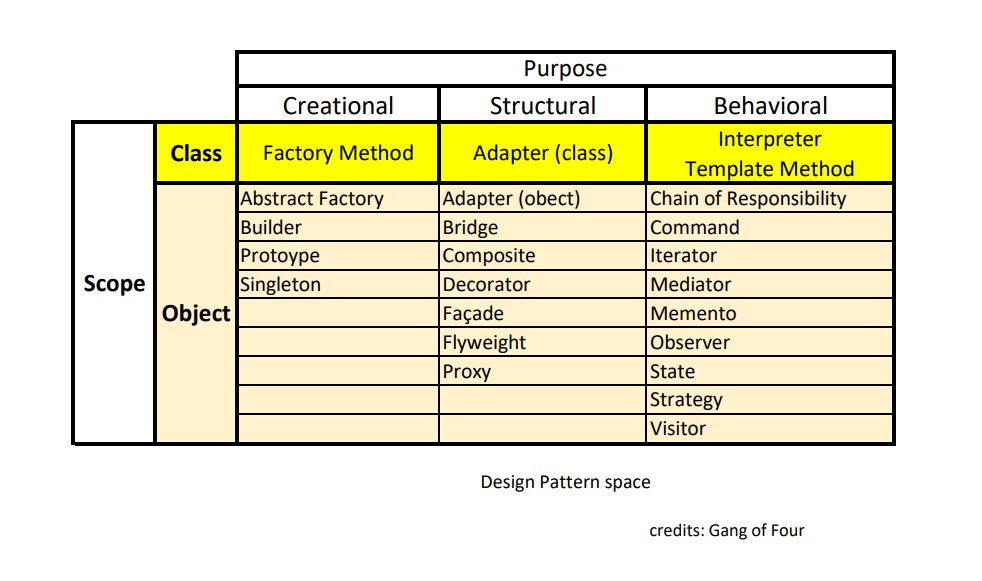 Purpose
Creational Structural Behavioral
Class Factory Method Adapter (class) Interpreter
Template Method
Abstract Factory Adapter (obect) Chain of Responsibility
Builder Bridge Command
Protoype Composite Iterator
Scope Singleton Decorator Mediator
Object Façade Memento
Flyweight Observer
Proxy State
Strategy
Visitor
Design Pattern space
credits: Gang of Four